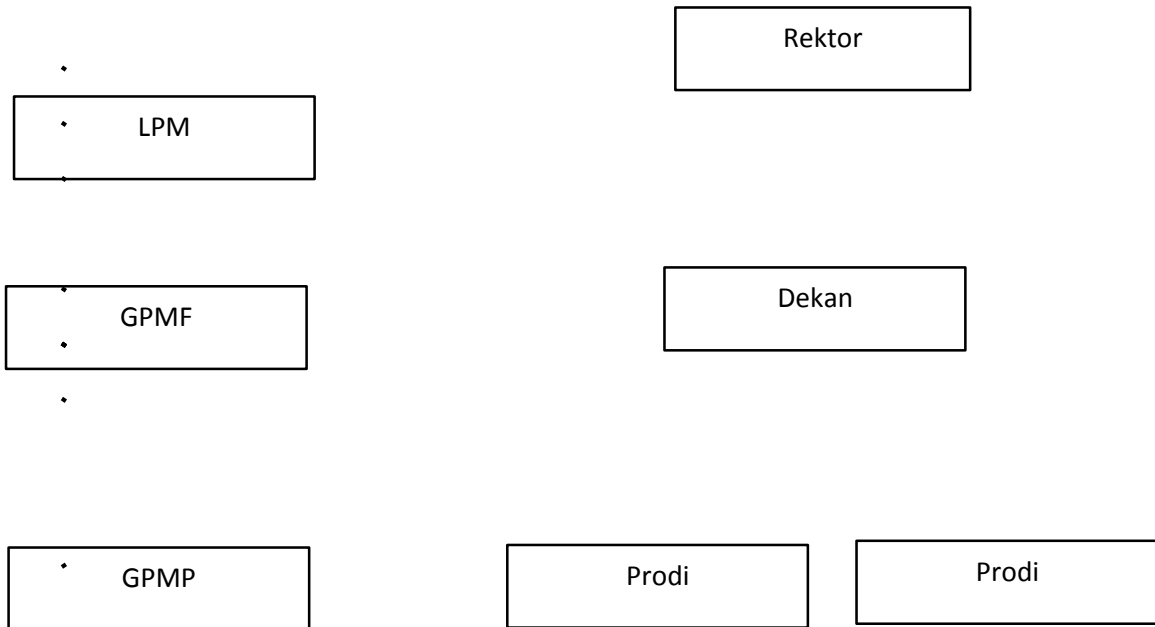 Rektor
LPM
GPMF
Dekan
GPMP
Prodi
Prodi